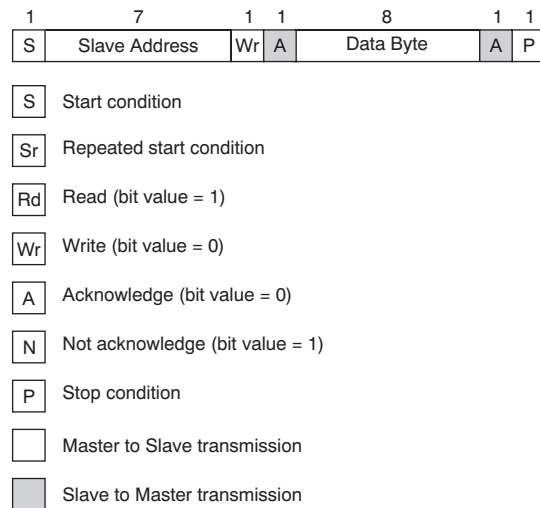 1 7 1 1 8 1 1
S Slave Address Wr A Data Byte A P
S Start condition
Sr Repeated start condition
Rd Read (bit value = 1)
Wr Write (bit value = 0)
A Acknowledge (bit value = 0)
N Not acknowledge (bit value = 1)
P Stop condition
Master to Slave transmission
Slave to Master transmission